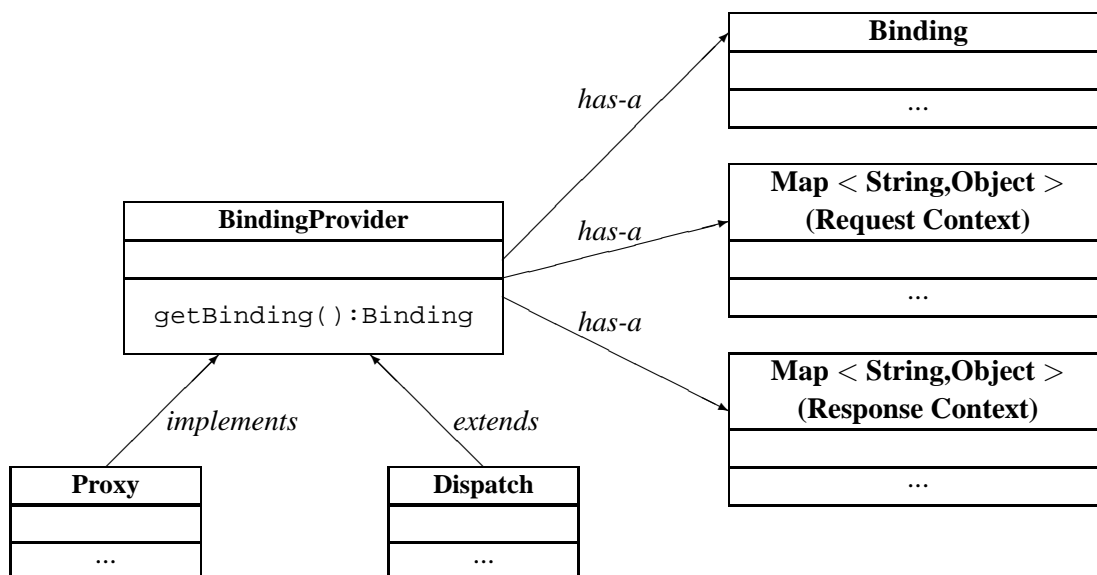 Binding
...
has-a
Map < String,Object >
(Request Context)
...
BindingProvider
getBinding():Binding
has-a
has-a
Map < String,Object >
(Response Context)
...
implements
extends
Proxy
...
Dispatch
...